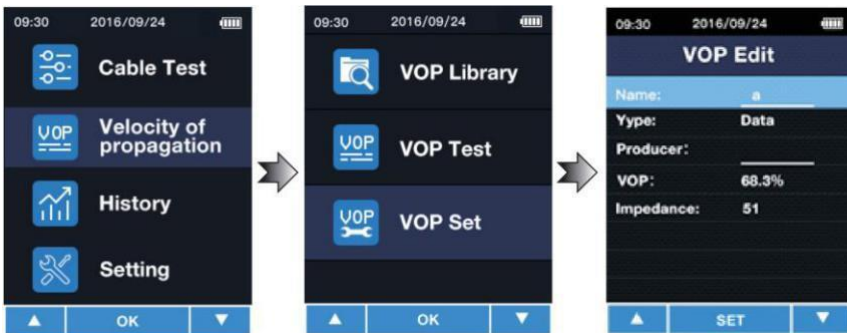 09:30 2016/09/24
Cable Test
VOP
Velocity of
propagation
History
Setting
▲ OK ▼
09:30 2016/09/24
VOP Library
VOP
VOP Test
VOP
VOP Set
▲ OK ▼
09:30 2016/09/24
VOP Edit
Name: a
Yype: Data
Producer:
VOP: 68.3%
Impedance: 51
▲ SET ▼